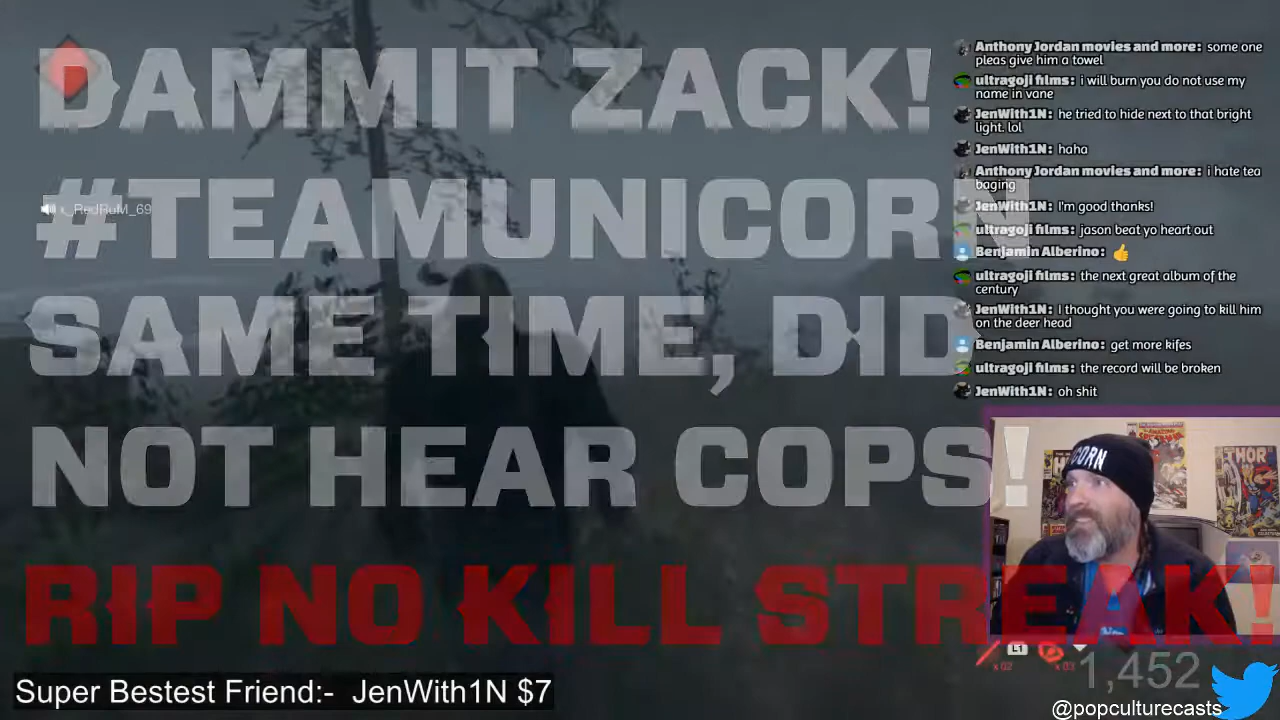 DAMMIT ZACK!
#TEAMUNICORN
SAME TIME, DID
NOT HEAR COPS!
RIP NO KILL STREAK!
_RedRuM_69
Anthony Jordan movies and more: some one
pleas give him a towel
ultragoji films: i will burn you do not use my
name in vane
JenWith1N: he tried to hide next to that bright
light. lol
JenWith1N: haha
Anthony Jordan movies and more: i hate tea
baging
JenWith1N: I'm good thanks!
ultragoji films: jason beat yo heart out
Benjamin Alberino: 👍
ultragoji films: the next great album of the
century
JenWith1N: I thought you were going to kill him
on the deer head
Benjamin Alberino: get more kifes
ultragoji films: the record will be broken
JenWith1N: oh shit
CORN
THOR
L1
x 02
x 03
1,452
Super Bestest Friend:- JenWith1N $7
@popculturecasts